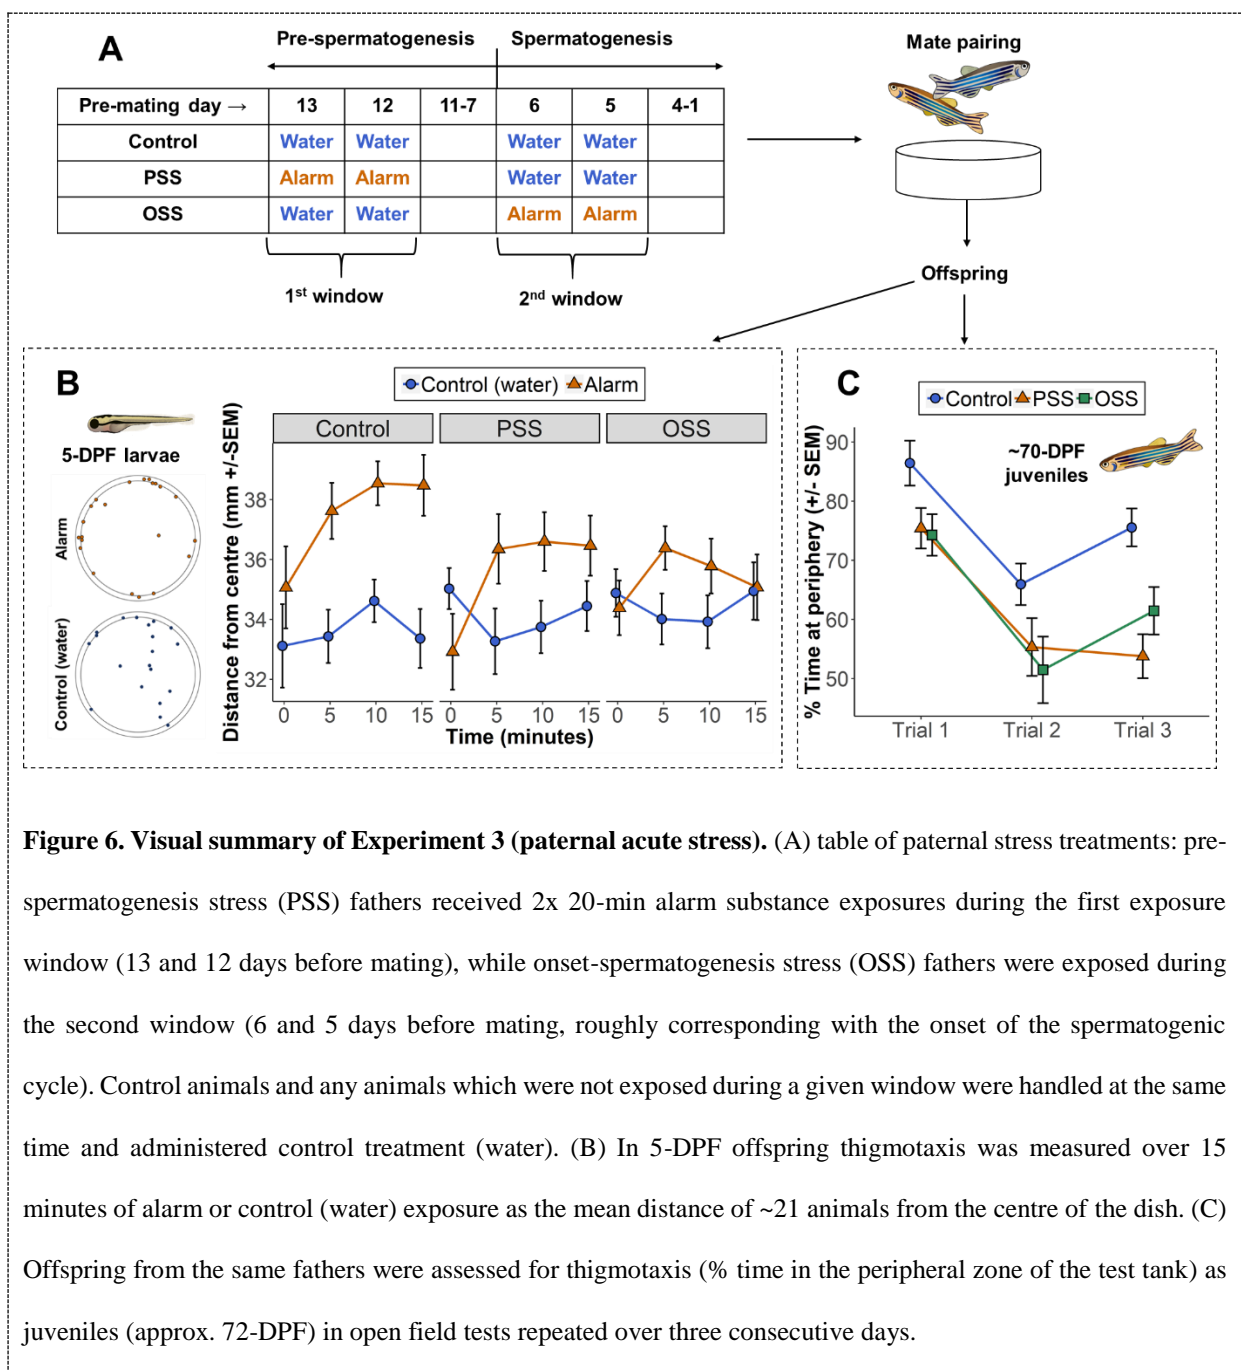 A
Pre-spermatogenesis Spermatogenesis
Pre-mating day → 13 12 11-7 6 5 4-1
Control Water Water Water Water
PSS Alarm Alarm Water Water
OSS Water Water Alarm Alarm
1st window
2nd window
Mate pairing
Offspring
B
5-DPF larvae
Alarm
Control (water)
Control (water) Alarm
Control PSS OSS
Distance from centre (mm +/-SEM)
38
36
34
32
0 5 10 15 0 5 10 15 0 5 10 15
Time (minutes)
C
Control PSS OSS
~70-DPF
juveniles
% Time at periphery (+/- SEM)
90
80
70
60
50
Trial 1 Trial 2 Trial 3
Figure 6. Visual summary of Experiment 3 (paternal acute stress). (A) table of paternal stress treatments: pre-
spermatogenesis stress (PSS) fathers received 2x 20-min alarm substance exposures during the first exposure
window (13 and 12 days before mating), while onset-spermatogenesis stress (OSS) fathers were exposed during
the second window (6 and 5 days before mating, roughly corresponding with the onset of the spermatogenic
cycle). Control animals and any animals which were not exposed during a given window were handled at the same
time and administered control treatment (water). (B) In 5-DPF offspring thigmotaxis was measured over 15
minutes of alarm or control (water) exposure as the mean distance of ~21 animals from the centre of the dish. (C)
Offspring from the same fathers were assessed for thigmotaxis (% time in the peripheral zone of the test tank) as
juveniles (approx. 72-DPF) in open field tests repeated over three consecutive days.